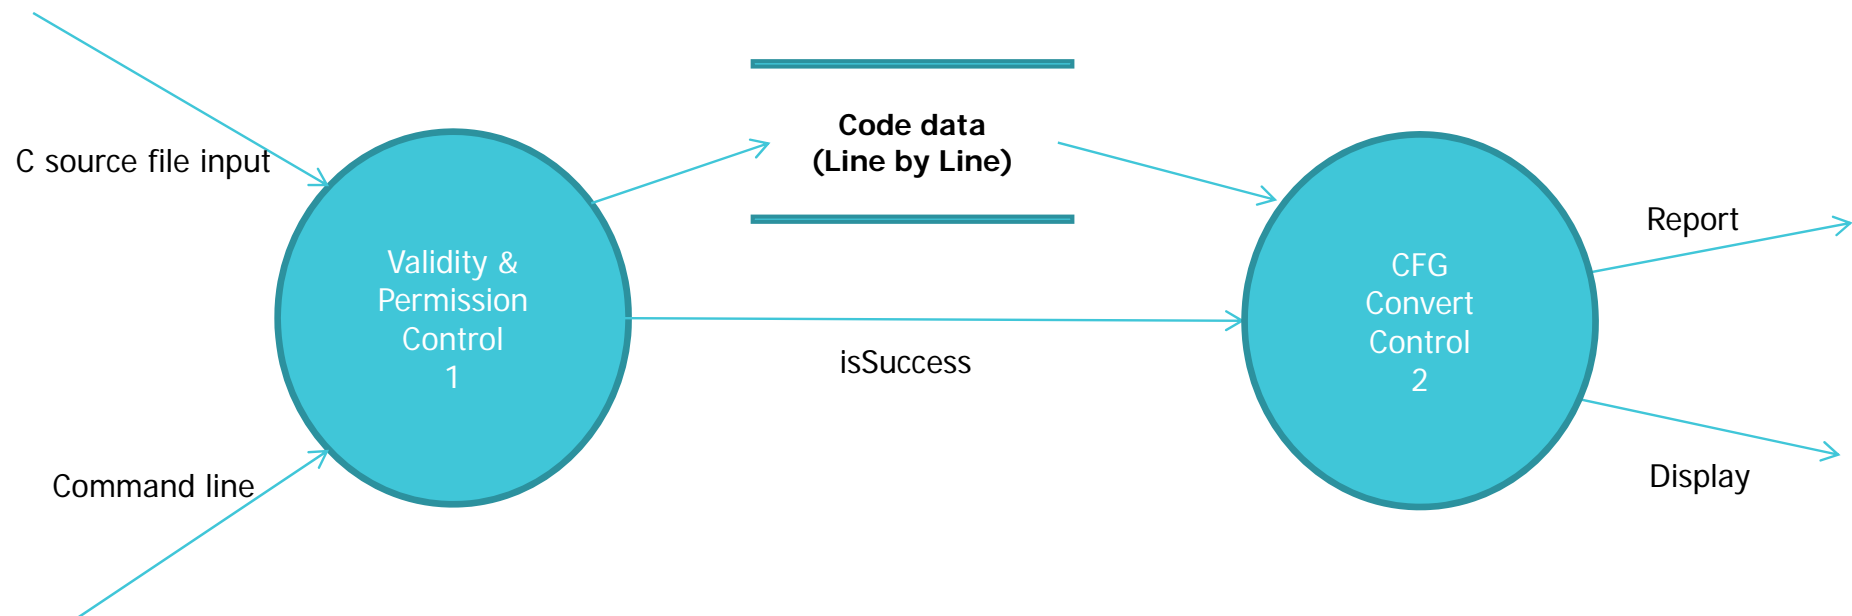 C source file input
Command line
Validity &
Permission
Control
1
Code data
(Line by Line)
isSuccess
CFG
Convert
Control
2
Report
Display